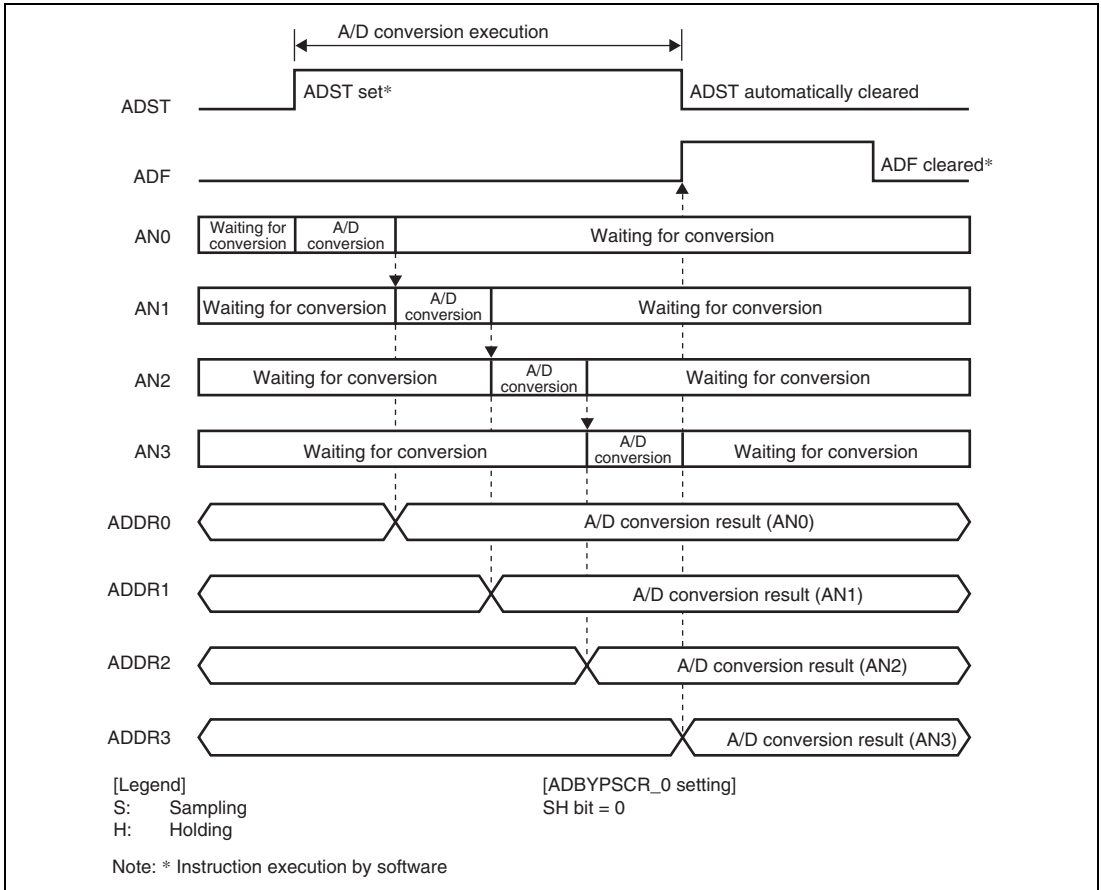 A/D conversion execution
ADST
ADST set*
ADST automatically cleared
ADF
ADF cleared*
AN0
Waiting for
conversion
A/D
conversion
Waiting for conversion
AN1
Waiting for conversion
A/D
conversion
Waiting for conversion
AN2
Waiting for conversion
A/D
conversion
Waiting for conversion
AN3
Waiting for conversion
A/D
conversion
Waiting for conversion
ADDR0
A/D conversion result (AN0)
ADDR1
A/D conversion result (AN1)
ADDR2
A/D conversion result (AN2)
ADDR3
A/D conversion result (AN3)
[Legend]
S: Sampling
H: Holding
[ADBYPSCR_0 setting]
SH bit = 0
Note: * Instruction execution by software